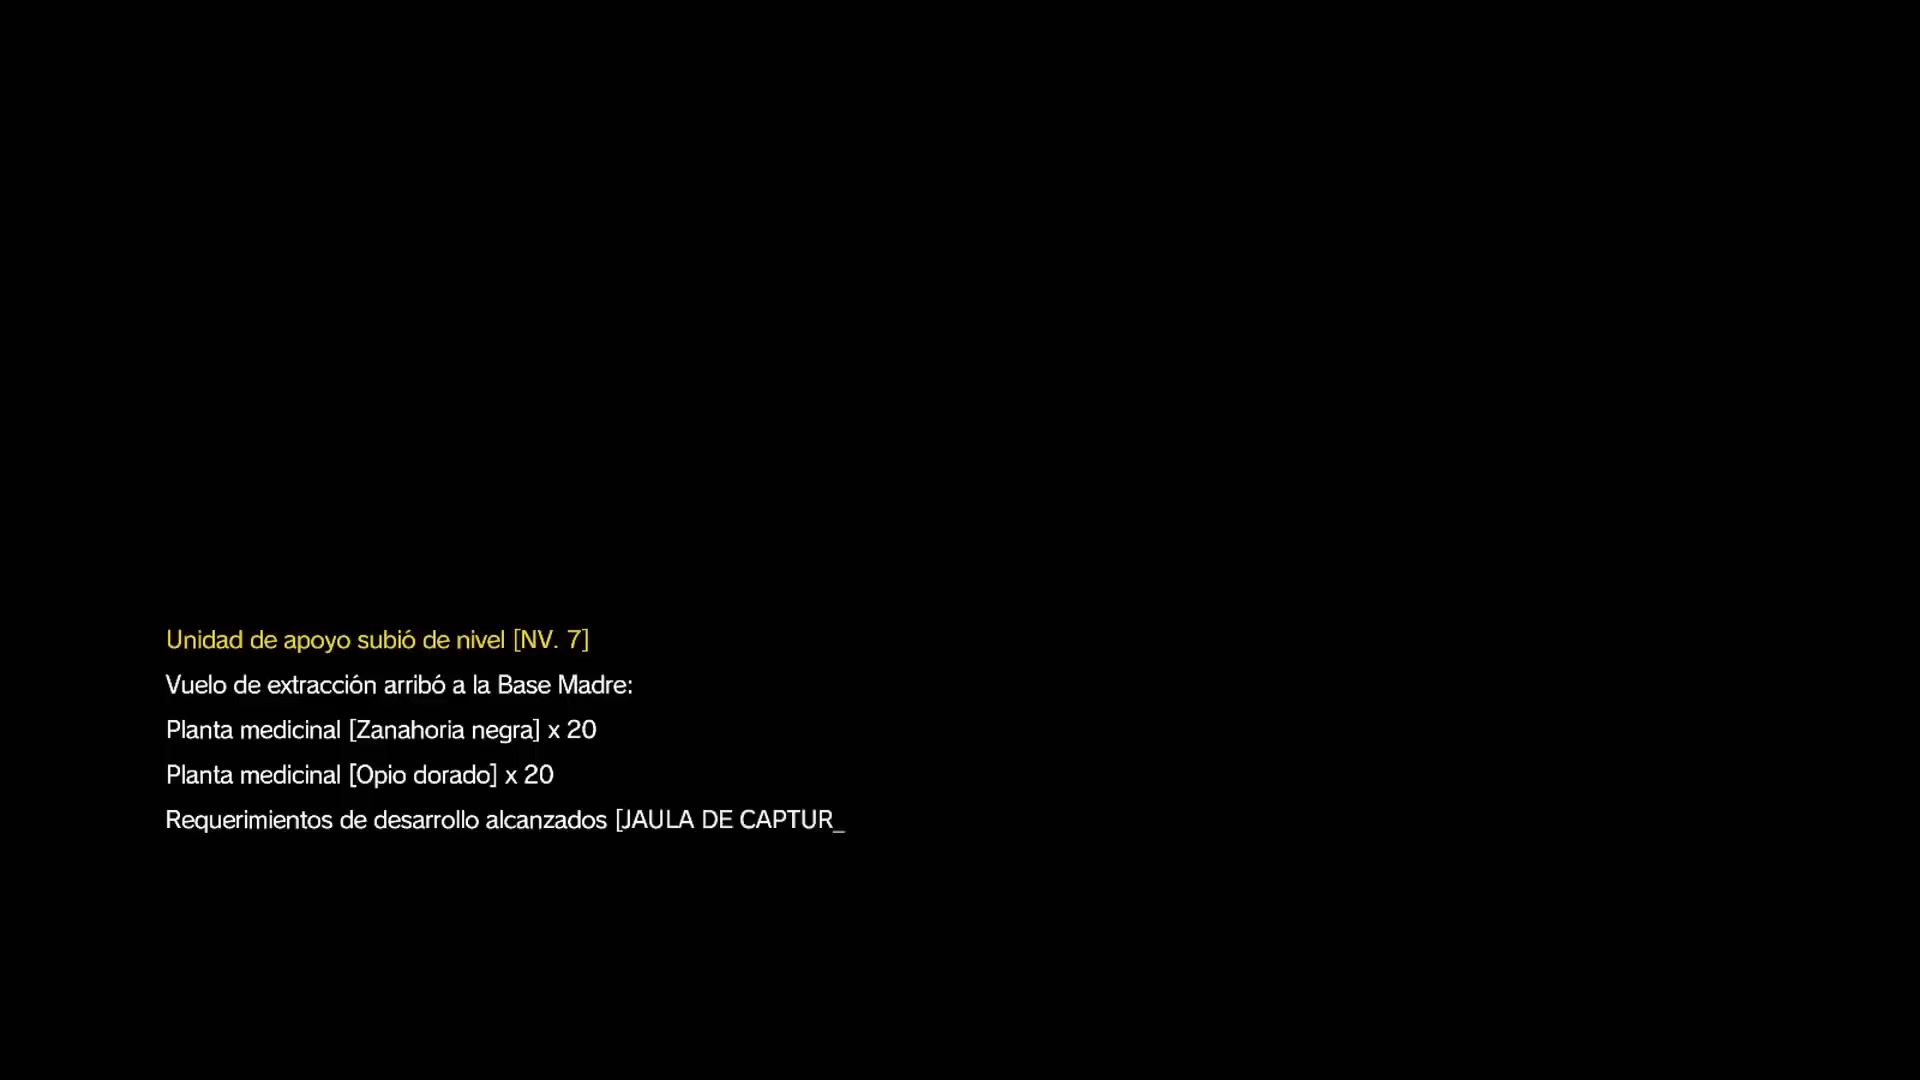 Unidad de apoyo subió de nivel [NV. 7]
Vuelo de extracción arribó a la Base Madre:
Planta medicinal [Zanahoria negra] x 20
Planta medicinal [Opio dorado] x 20
Requerimientos de desarrollo alcanzados [JAULA DE CAPTUR_